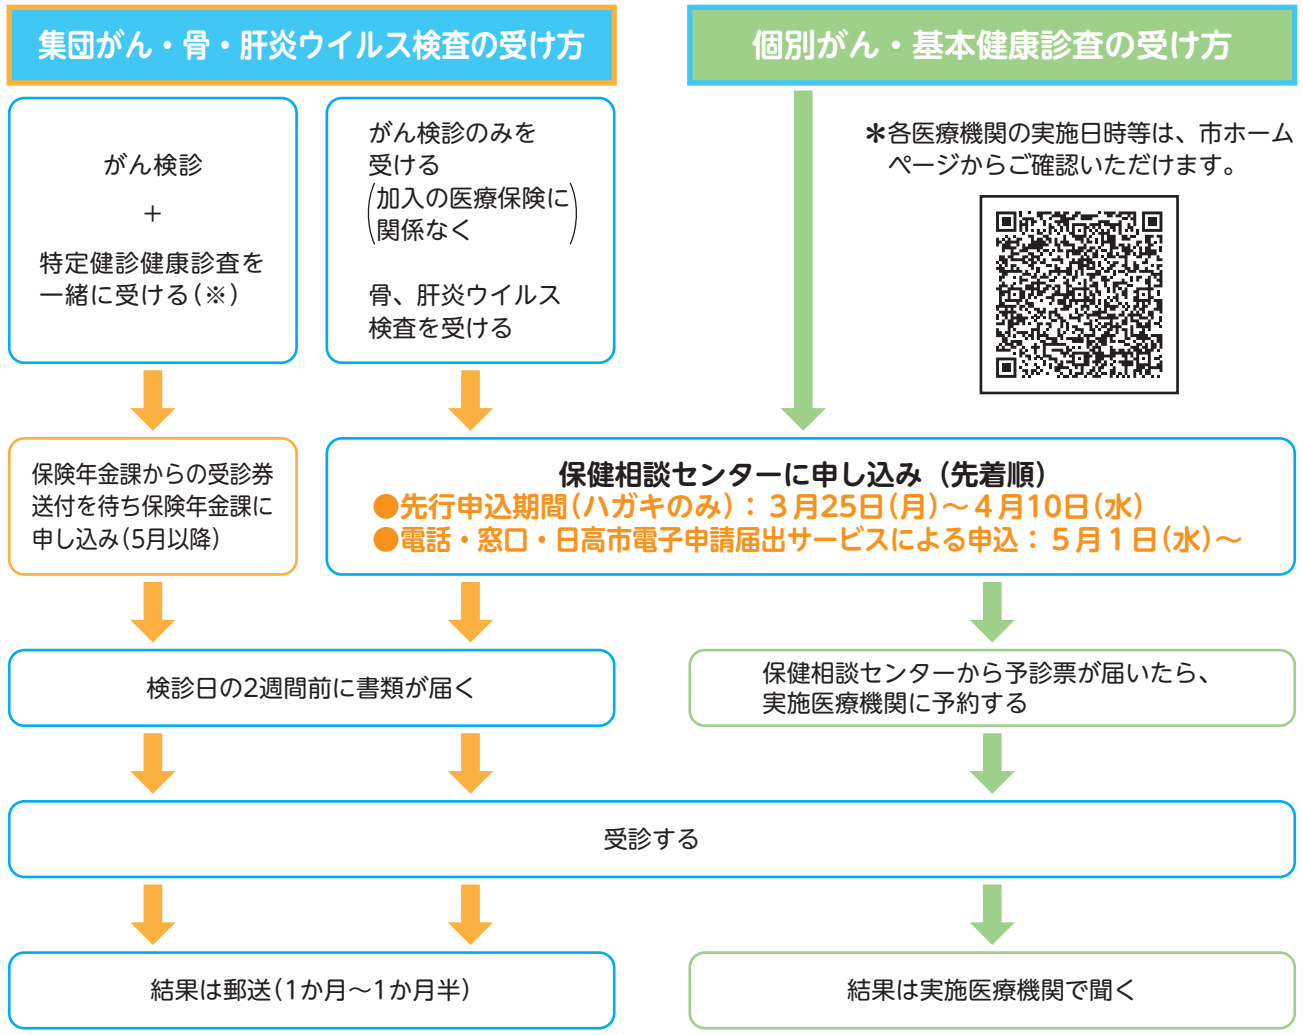 集団がん・骨・肝炎ウイルス検査の受け方
個別がん・基本健康診査の受け方
がん検診
＋
特定健診健康診査を
一緒に受ける(※)
がん検診のみを
受ける
(加入の医療保険に
関係なく)
骨、肝炎ウイルス
検査を受ける
＊各医療機関の実施日時等は、市ホーム
ページからご確認いただけます。
保険年金課からの受診券
送付を待ち保険年金課に
申し込み(5月以降)
保健相談センターに申し込み（先着順）
●先行申込期間(ハガキのみ)：３月25日(月)～４月10日(水)
●電話・窓口・日高市電子申請届出サービスによる申込：５月１日(水)～
検診日の2週間前に書類が届く
保健相談センターから予診票が届いたら、
実施医療機関に予約する
受診する
結果は郵送(1か月～1か月半)
結果は実施医療機関で聞く